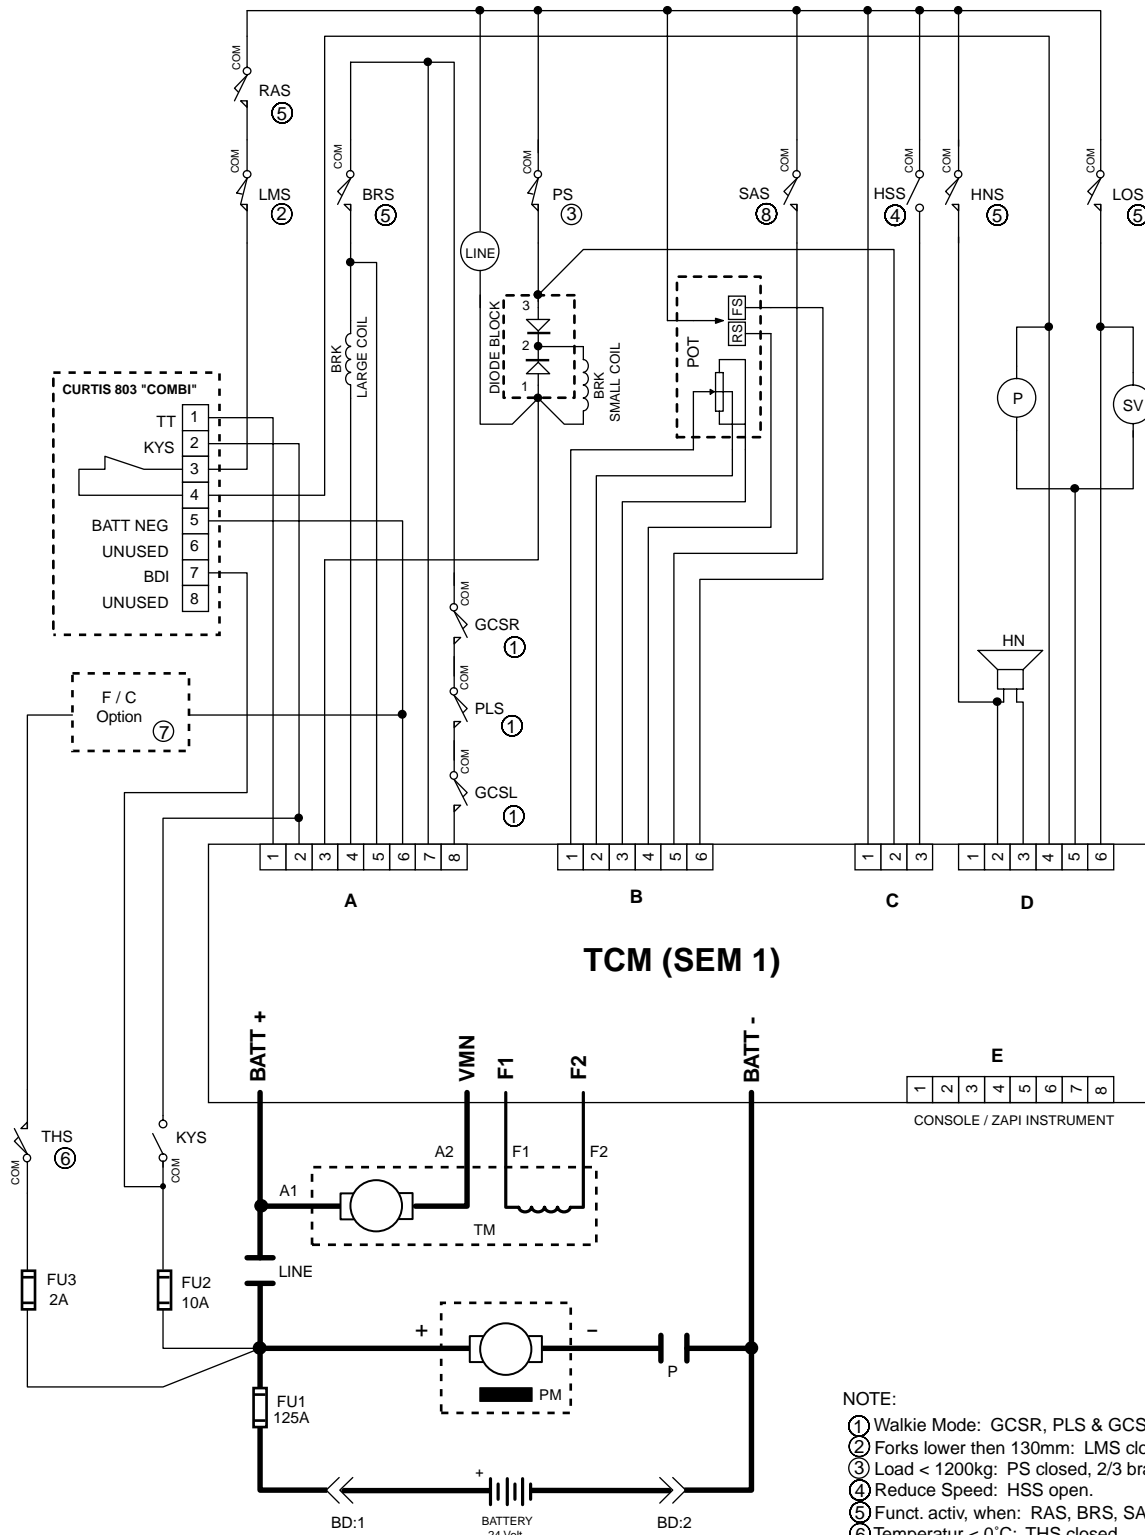 COM
RAS
5
COM
LMS
2
COM
BRS
5
COM
PS
3
COM
SAS
8
COM
HSS
4
COM
HNS
5
COM
LOS
5
LINE
DIODE BLOCK
3
2
1
BRK
LARGE COIL
BRK
SMALL COIL
POT
FS
RS
P
SV
CURTIS 803 "COMBI"
TT 1
KYS 2
3
4
BATT NEG 5
UNUSED 6
BDI 7
UNUSED 8
COM
GCSR
1
COM
PLS
1
COM
GCSL
1
HN
F / C
Option
7
1 2 3 4 5 6 7 8
A
1 2 3 4 5 6
B
1 2 3
C
1 2 3 4 5 6
D
TCM (SEM 1)
BATT +
VMN
F1
F2
BATT -
E
1 2 3 4 5 6 7 8
CONSOLE / ZAPI INSTRUMENT
THS
6
COM
KYS
COM
A1
A2
F1
F2
TM
LINE
FU3
2A
FU2
10A
+
−
PM
P
FU1
125A
BD:1
+
BATTERY
24 Volt
BD:2
NOTE:
1 Walkie Mode: GCSR, PLS & GCS
2 Forks lower then 130mm: LMS clo
3 Load < 1200kg: PS closed, 2/3 bra
4 Reduce Speed: HSS open.
5 Funct. activ, when: RAS, BRS, SA
6 Temperatur < 0°C: THS closed